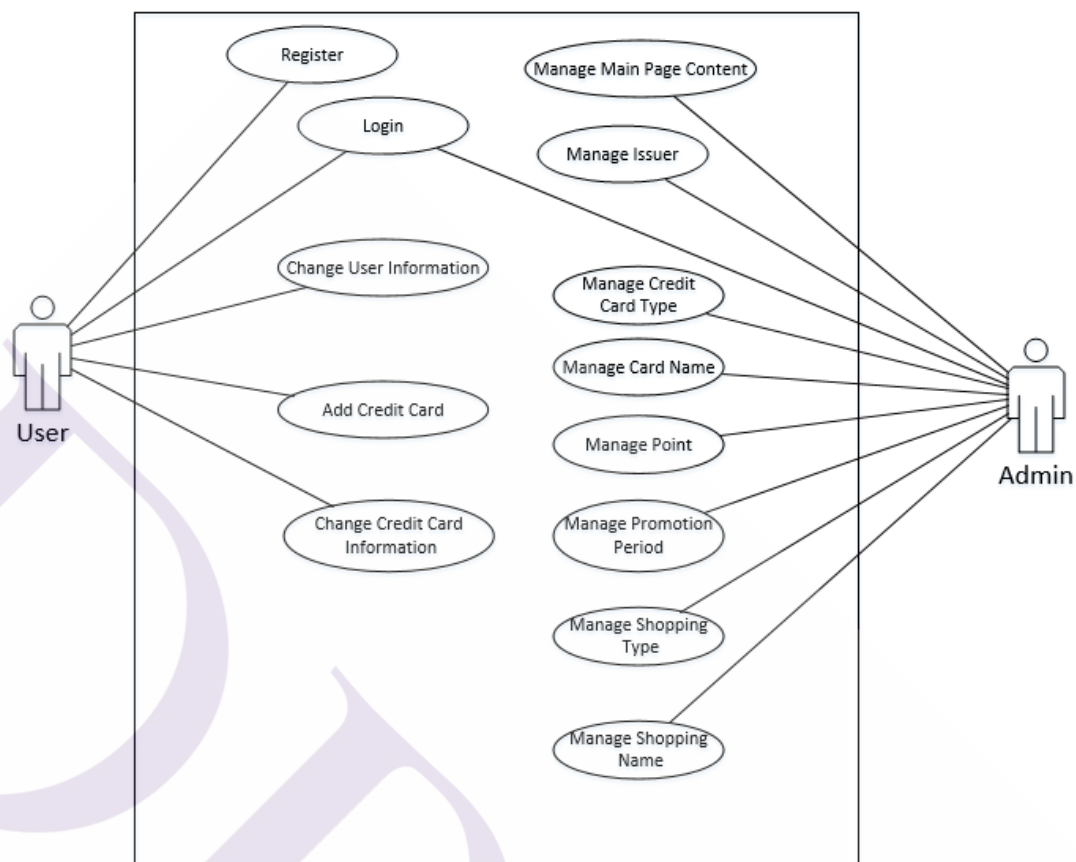 Register
Manage Main Page Content
Login
Manage Issuer
Change User Information
Manage Credit
Card Type
Manage Card Name
Add Credit Card
User
Manage Point
Admin
Change Credit Card
Information
Manage Promotion
Period
Manage Shopping
Type
Manage Shopping
Name